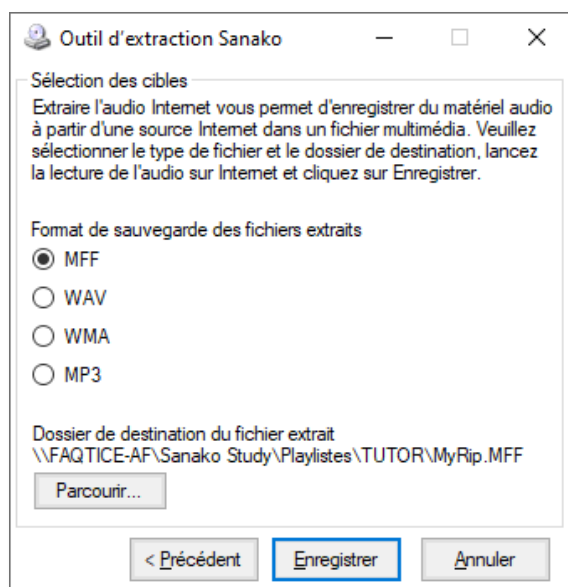 Outil d'extraction Sanako
Sélection des cibles
Extraire l'audio Internet vous permet d'enregistrer du matériel audio
à partir d'une source Internet dans un fichier multimédia. Veuillez
sélectionner le type de fichier et le dossier de destination, lancez
la lecture de l'audio sur Internet et cliquez sur Enregistrer.
Format de sauvegarde des fichiers extraits
MFF
WAV
WMA
MP3
Dossier de destination du fichier extrait
\\FAQTICE-AF\Sanako Study\Playlistes\TUTOR\MyRip.MFF
Parcourir...
< Précédent
Enregistrer
Annuler